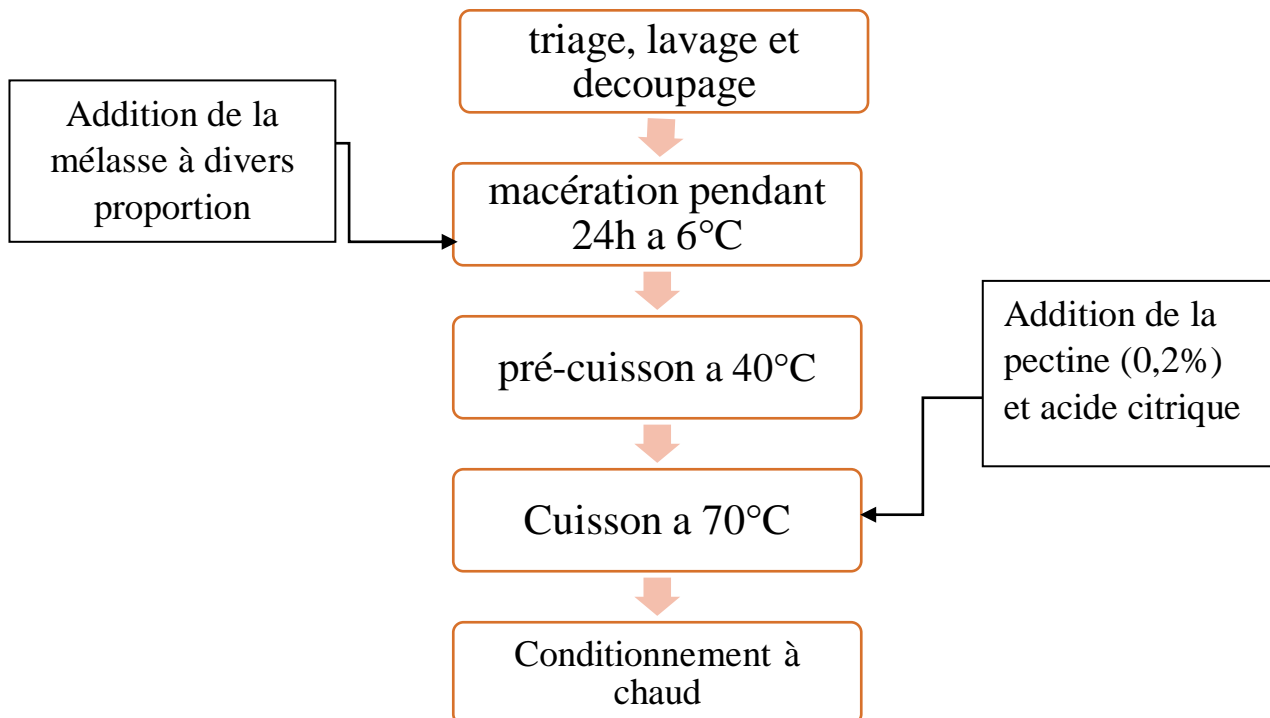 triage, lavage et
decoupage
Addition de la
mélasse à divers
proportion
macération pendant
24h a 6°C
pré-cuisson a 40°C
Addition de la
pectine (0,2%)
et acide citrique
Cuisson a 70°C
Conditionnement à
chaud